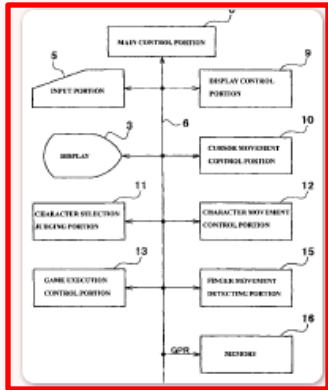 MAIN CONTROL PORTION
5
9
INPUT PORTION
DISPLAY CONTROL
PORTION
3
6
10
DISPLAY
CURSOR MOVEMENT
CONTROL PORTION
11
12
CHARACTER SELECTION
JUDGING PORTION
CHARACTER MOVEMENT
CONTROL PORTION
13
15
GAME EXECUTION
CONTROL PORTION
FINGER MOVEMENT
DETECTING PORTION
16
GPR
MEMORY